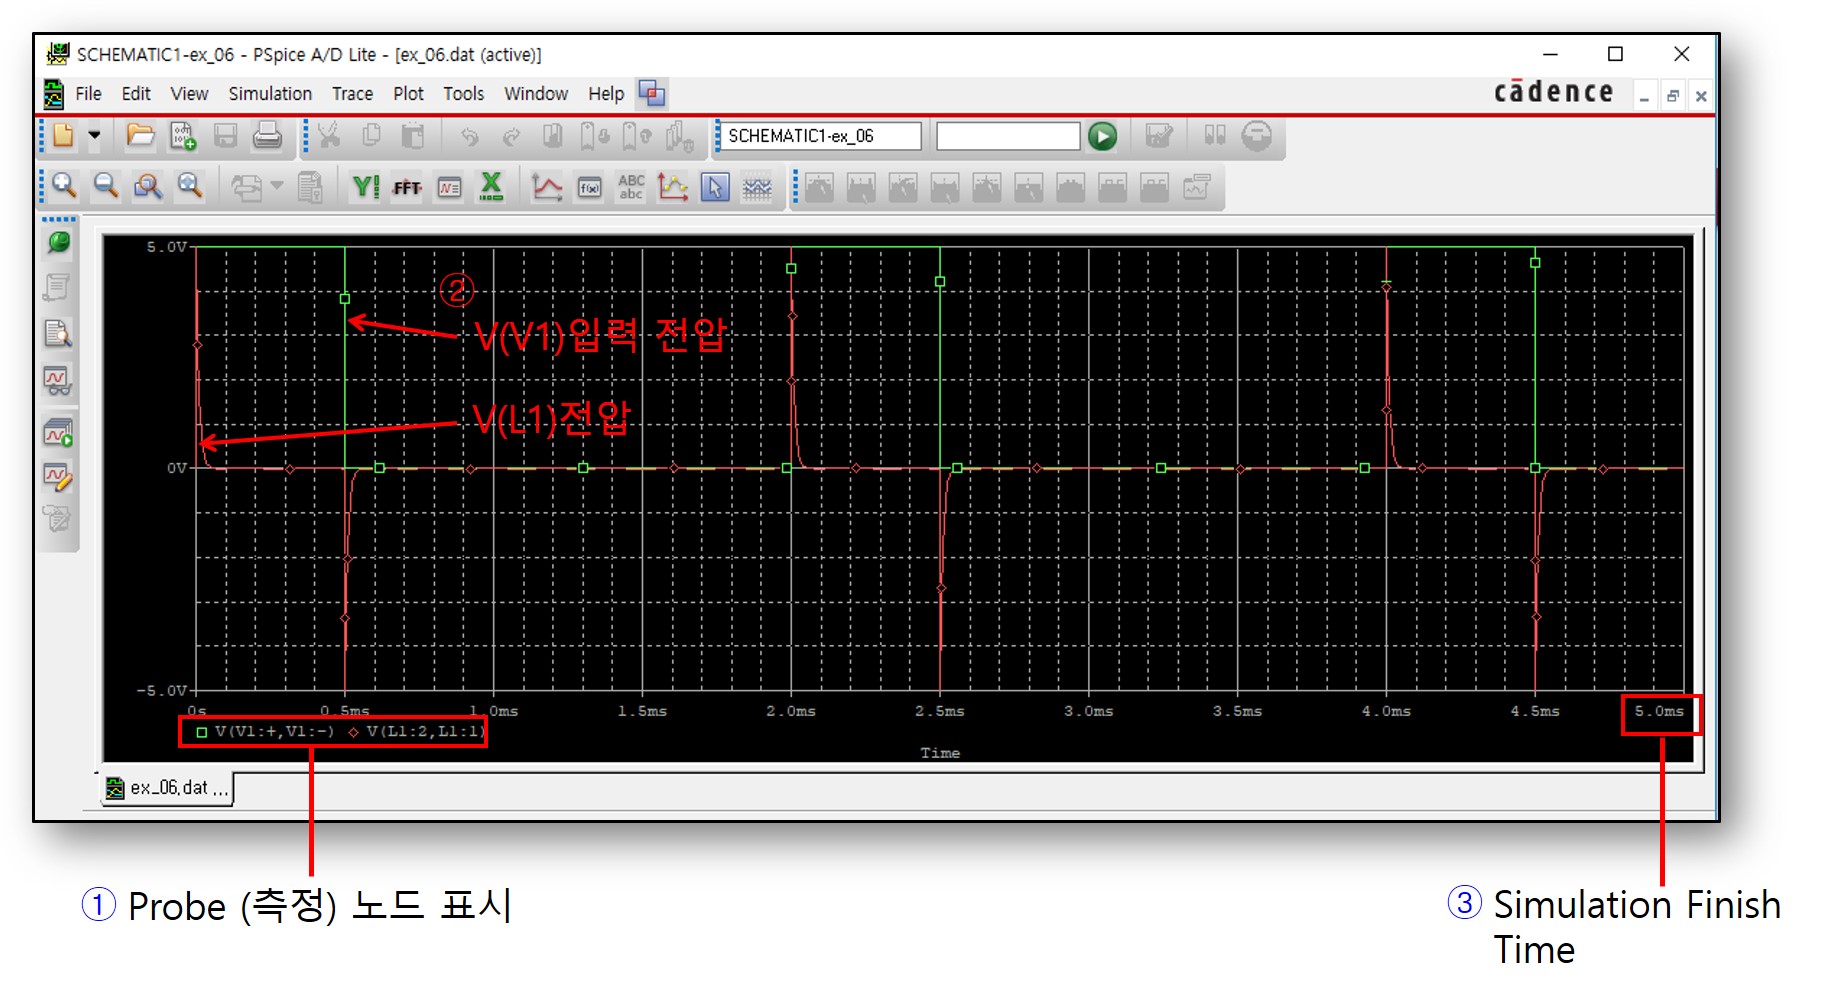 SCHEMATIC1-ex_06 - PSpice A/D Lite - [ex_06.dat (active)]
File Edit View Simulation Trace Plot Tools Window Help
cādence
SCHEMATIC1-ex_06
FFT
f(x)
ABC
abc
5.0V
②
V(V1)입력 전압
V(L1)전압
0V
-5.0V
0s 0.5ms 1.0ms 1.5ms 2.0ms 2.5ms 3.0ms 3.5ms 4.0ms 4.5ms 5.0ms
V(V1:+,V1:-) V(L1:2,L1:1)
Time
ex_06.dat ...
① Probe (측정) 노드 표시
③ Simulation Finish
Time